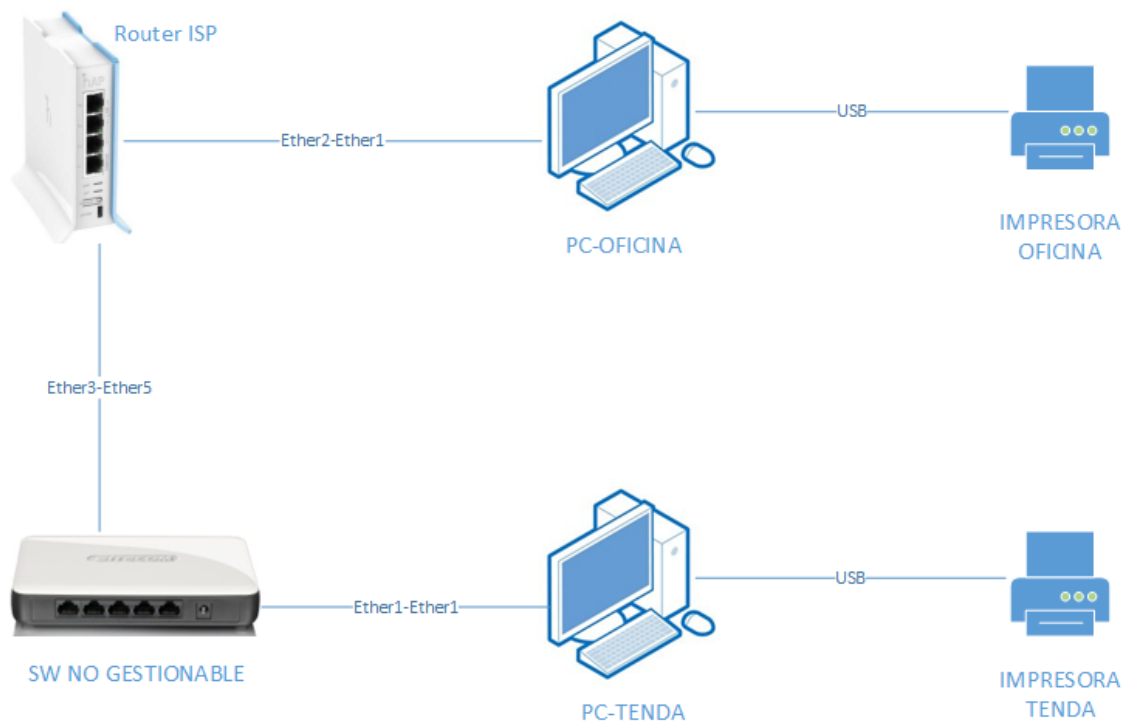 Router ISP
hAP
Ether2-Ether1
USB
PC-OFICINA
IMPRESORA
OFICINA
Ether3-Ether5
Ether1-Ether1
USB
SW NO GESTIONABLE
PC-TENDA
IMPRESORA
TENDA